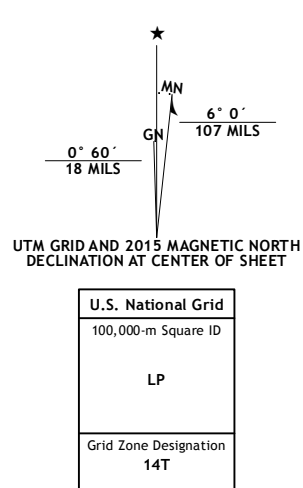 MN
6° 0´
107 MILS
GN
0° 60´
18 MILS
UTM GRID AND 2015 MAGNETIC NORTH
DECLINATION AT CENTER OF SHEET
U.S. National Grid
100,000-m Square ID
LP
Grid Zone Designation
14T